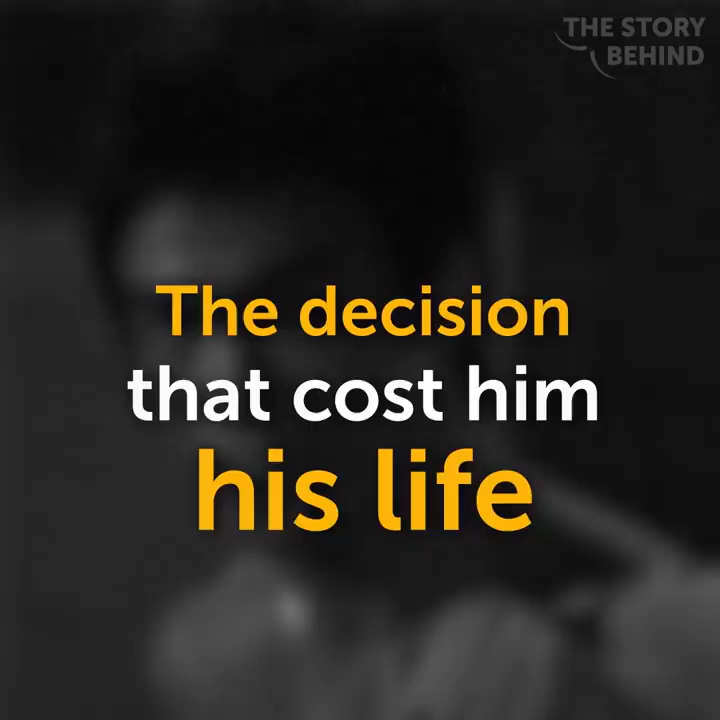 THE STORY
BEHIND
The decision
that cost him
his life